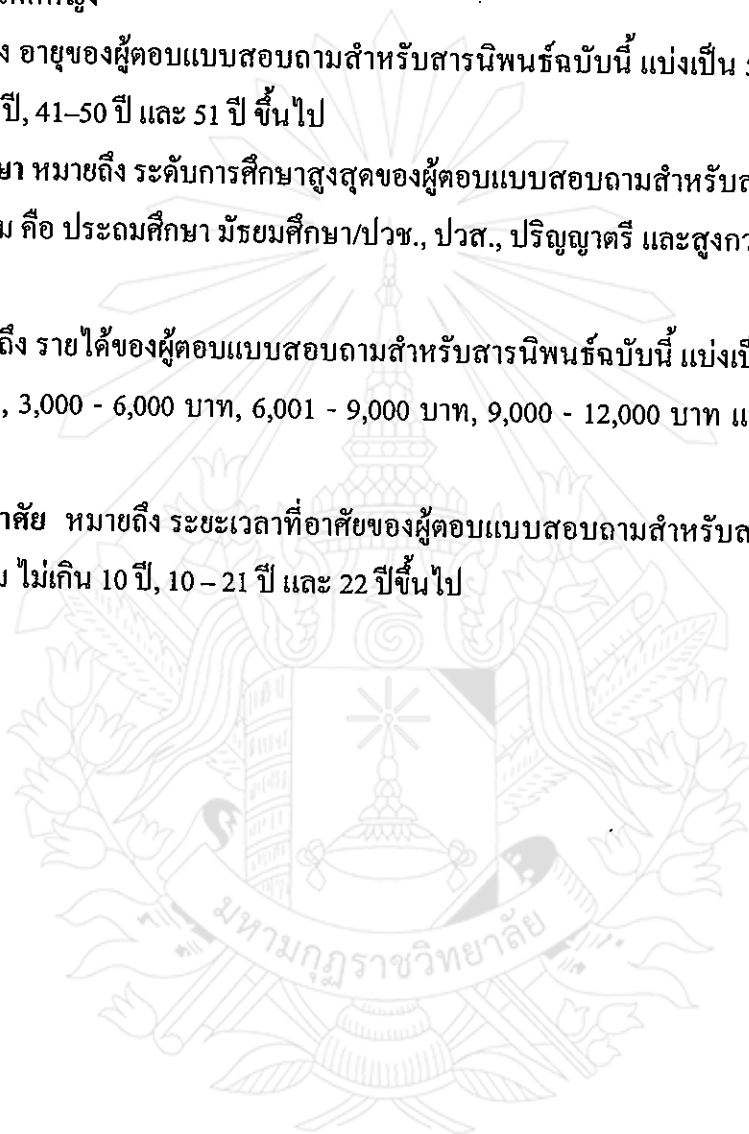 ง อายุของผู้ตอบแบบสอบถามสำหรับสารนิพนธ์ฉบับนี้ แบ่งเป็น
ปี, 41–50 ปี และ 51 ปี ขึ้นไป
ษา หมายถึง ระดับการศึกษาสูงสุดของผู้ตอบแบบสอบถามสำหรับส
ม คือ ประถมศึกษา มัธยมศึกษา/ปวช., ปวส., ปริญญาตรี และสูงกว
ถึง รายได้ของผู้ตอบแบบสอบถามสำหรับสารนิพนธ์ฉบับนี้ แบ่งเป็
, 3,000 - 6,000 บาท, 6,001 - 9,000 บาท, 9,000 - 12,000 บาท แ
าศัย หมายถึง ระยะเวลาที่อาศัยของผู้ตอบแบบสอบถามสำหรับส
ม ไม่เกิน 10 ปี, 10 – 21 ปี และ 22 ปีขึ้นไป
มหามกุฏราชวิทยาลัย